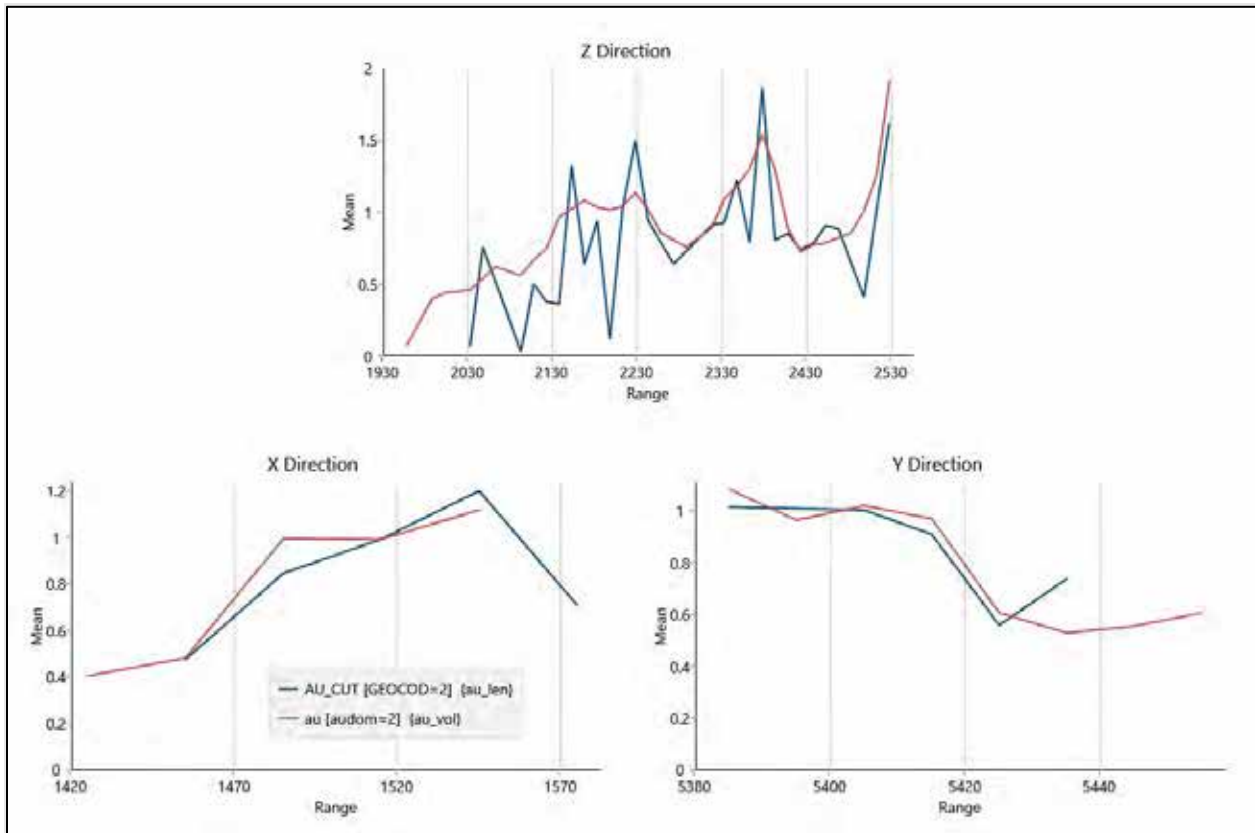 Z Direction
2
1.5
1
0.5
0
Mean
1930 2030 2130 2230 2330 2430 2530
Range
X Direction
1.2
1
0.8
0.6
0.4
0.2
0
Mean
AU_CUT [GEOCOD=2] (au_len)
au [audom=2] (au_vol)
1420 1470 1520 1570
Range
Y Direction
1
0.8
0.6
0.4
0.2
0
Mean
5380 5400 5420 5440
Range